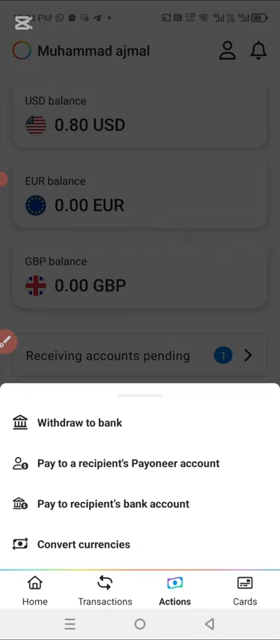 Muhammad ajmal
USD balance
0.80 USD
EUR balance
0.00 EUR
GBP balance
0.00 GBP
Receiving accounts pending
1
Withdraw to bank
Pay to a recipient's Payoneer account
Pay to recipient's bank account
Convert currencies
Home
Transactions
Actions
Cards